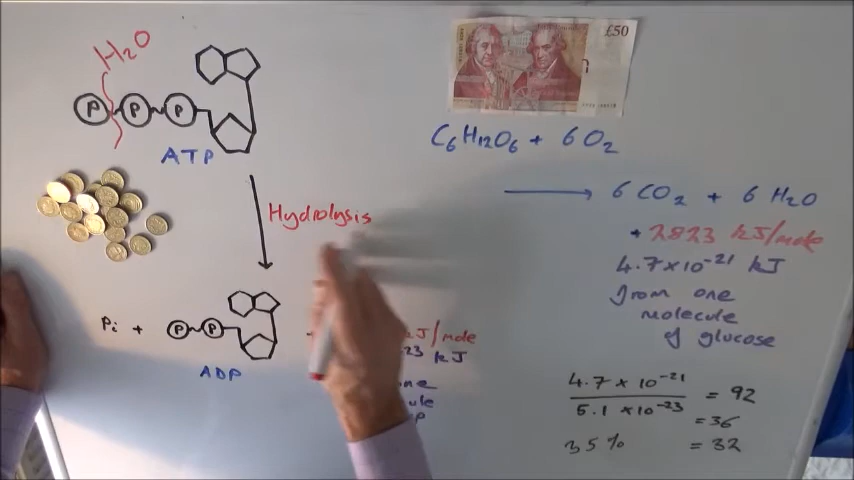 H2O
P P P
ATP
Hydrolysis
Pi + P P
ADP
kJ/mole
23 kJ
one
£50
C6H12O6 + 6O2
→ 6CO2 + 6H2O
+ 2823 kJ/mole
4.7×10-21 kJ
from one
molecule
of glucose
4.7 × 10-21
5.1 × 10-23
= 92
= 36
35% = 32